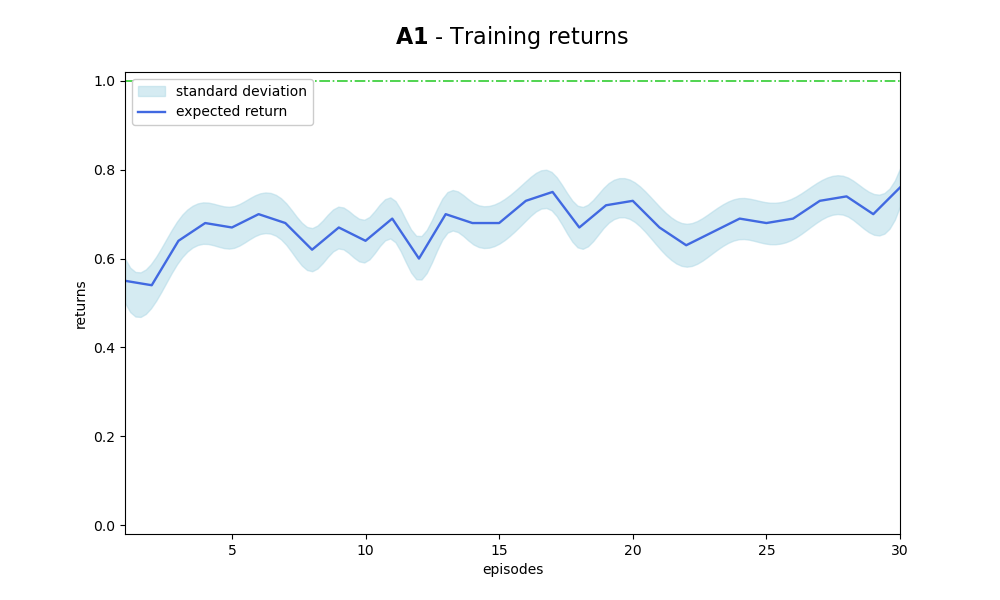 A1 - Training returns
1.0
standard deviation
expected return
0.8
0.6
0.4
0.2
0.0
returns
5 10 15 20 25 30
episodes